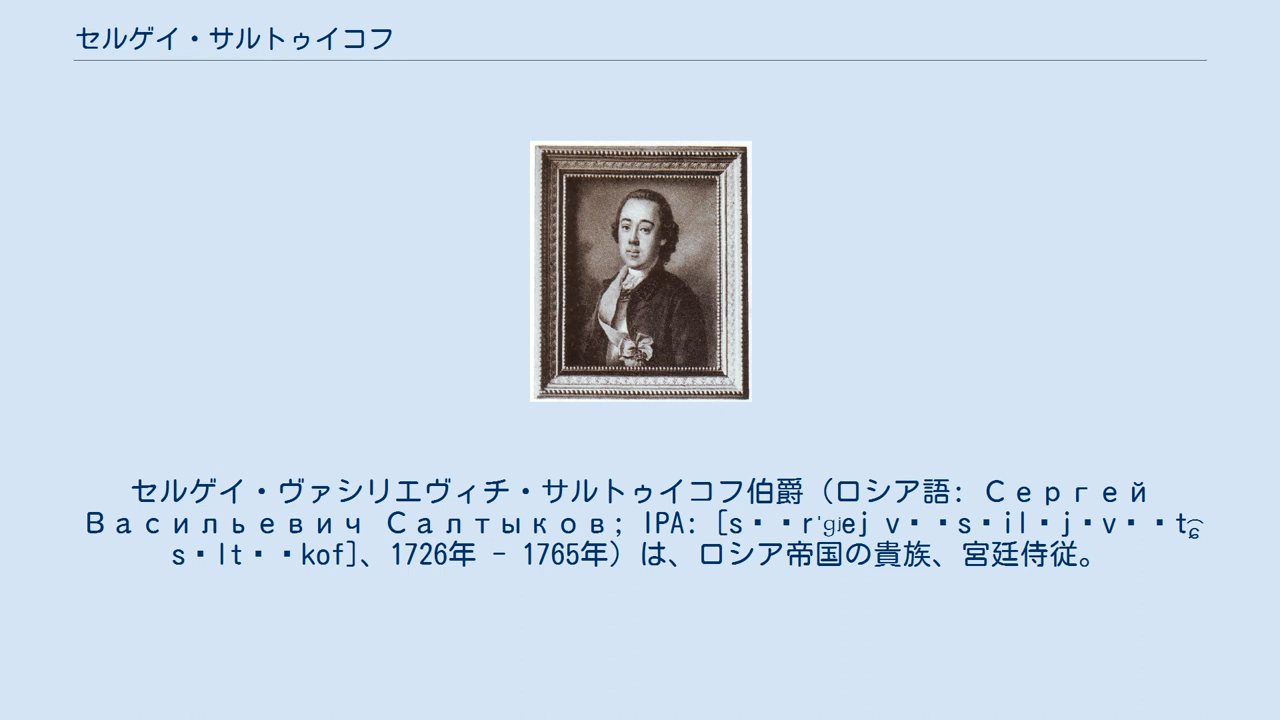 セルゲイ・サルトゥイコフ
セルゲイ・ヴァシリエヴィチ・サルトゥイコフ伯爵（ロシア語: Сергей
Васильевич Салтыков; IPA: [s▪▪rˈgʲej v▪▪s▪il▪j▪v▪▪t͡ɕ
s▪lt▪▪kof]、1726年 - 1765年）は、ロシア帝国の貴族、宮廷侍従。